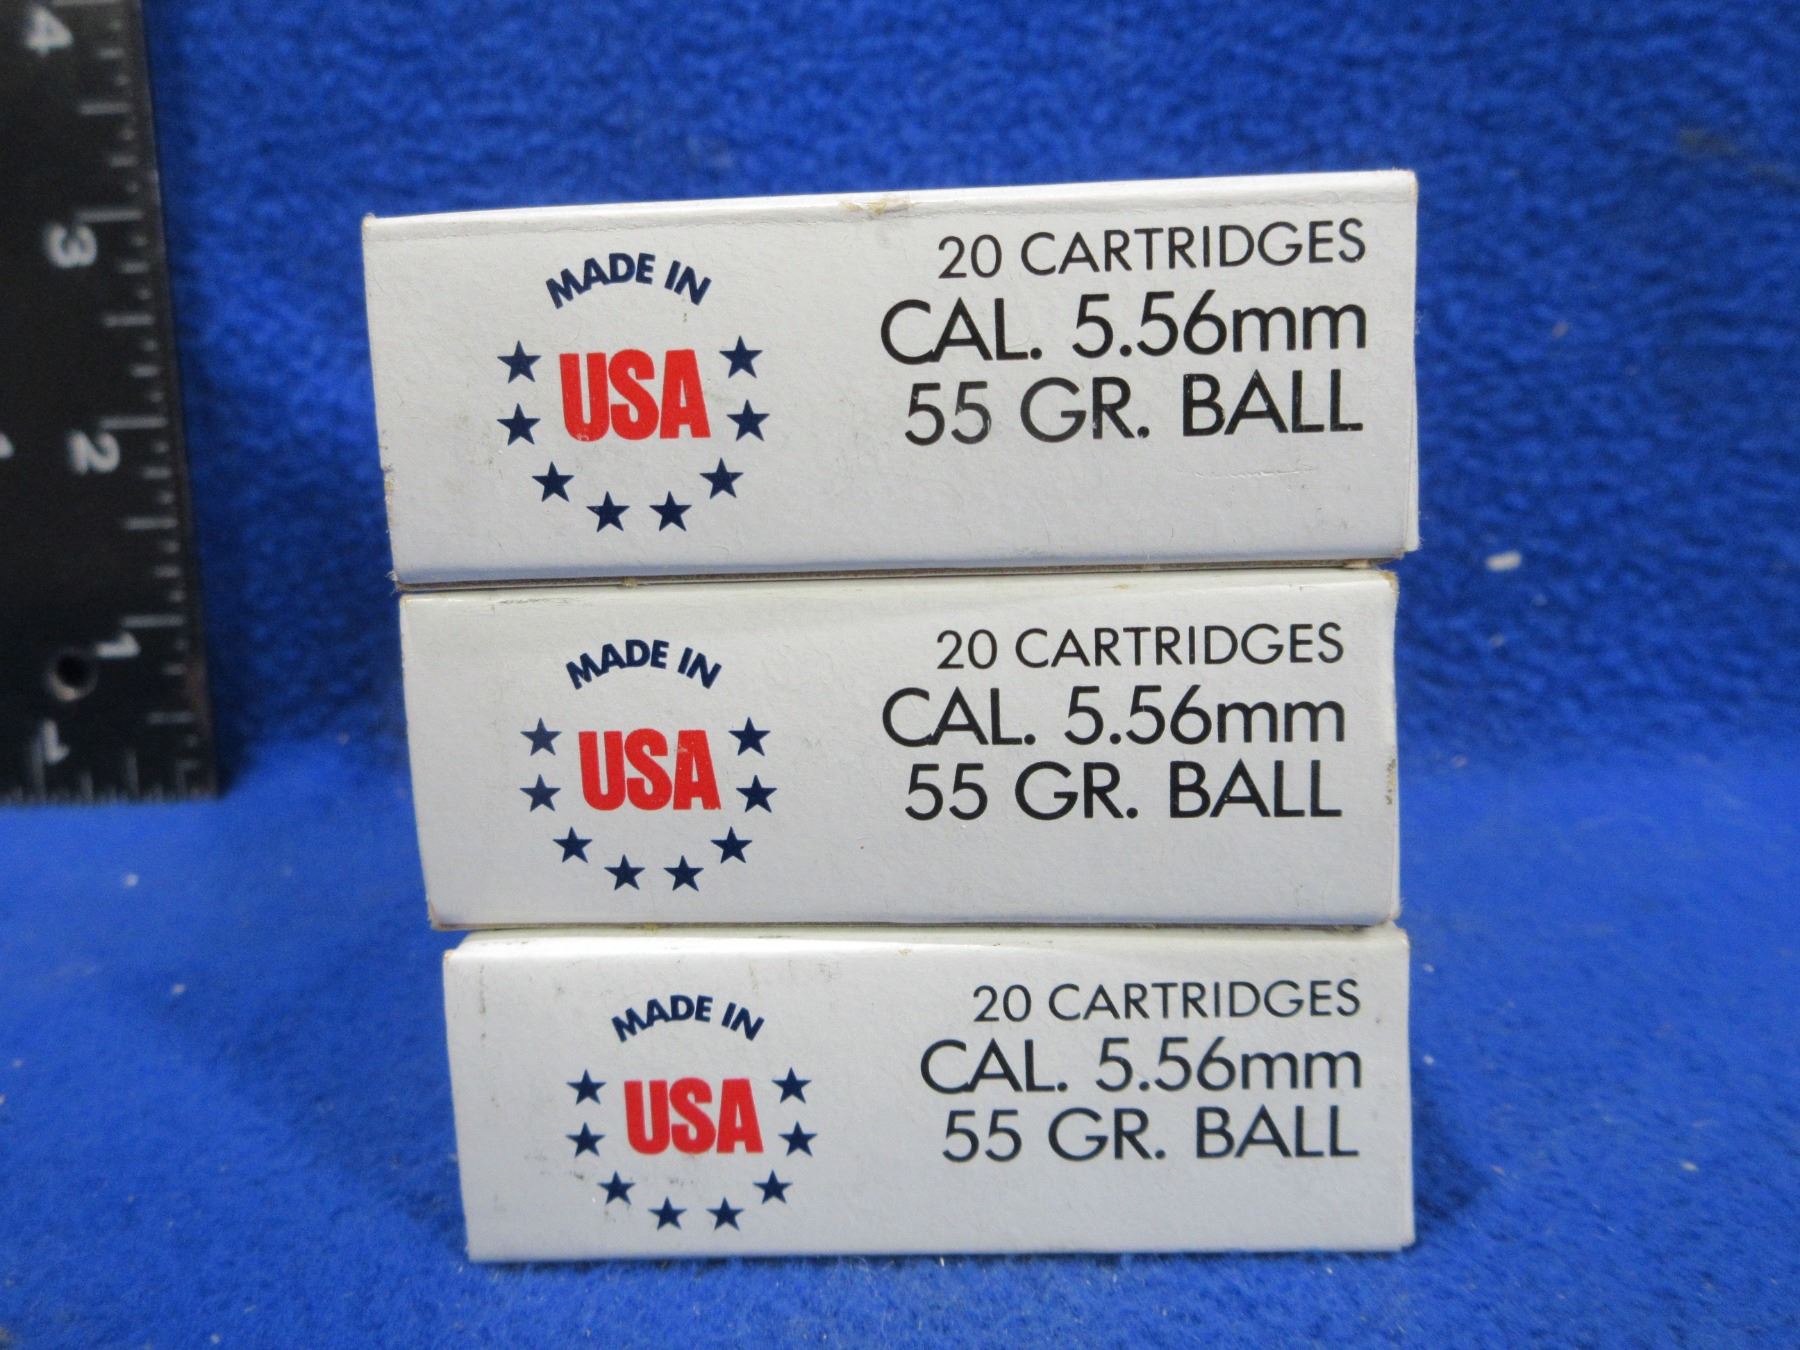 4
3
2
1
1
MADE IN
USA
20 CARTRIDGES
CAL. 5.56mm
55 GR. BALL
MADE IN
USA
20 CARTRIDGES
CAL. 5.56mm
55 GR. BALL
MADE IN
USA
20 CARTRIDGES
CAL. 5.56mm
55 GR. BALL